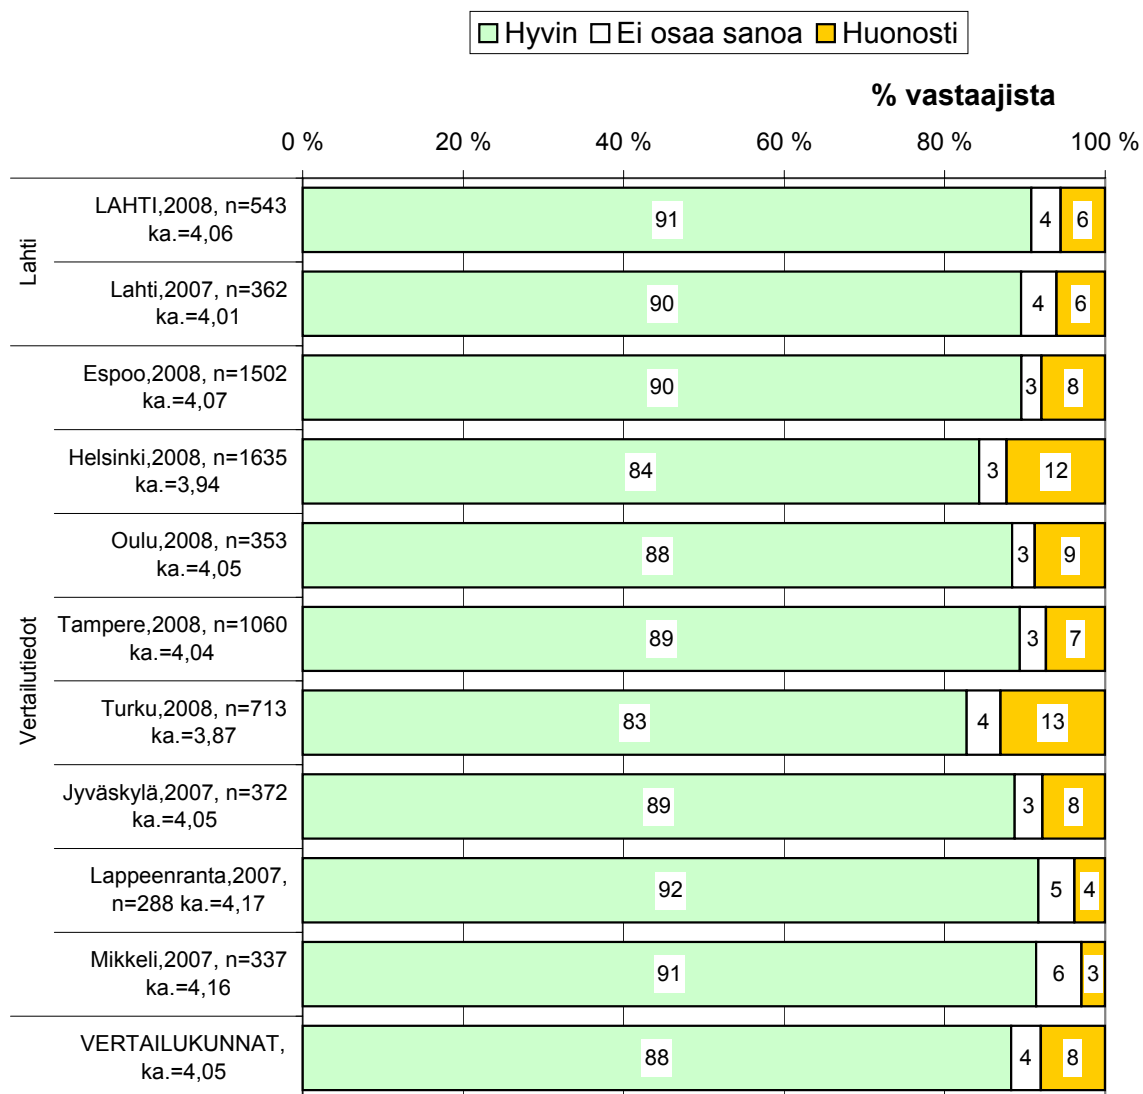 Hyvin Ei osaa sanoa Huonosti
% vastaajista
0 % 20 % 40 % 60 % 80 % 100 %
Lahti
LAHTI,2008, n=543
ka.=4,06
91 4 6
Lahti,2007, n=362
ka.=4,01
90 4 6
Vertailutiedot
Espoo,2008, n=1502
ka.=4,07
90 3 8
Helsinki,2008, n=1635
ka.=3,94
84 3 12
Oulu,2008, n=353
ka.=4,05
88 3 9
Tampere,2008, n=1060
ka.=4,04
89 3 7
Turku,2008, n=713
ka.=3,87
83 4 13
Jyväskylä,2007, n=372
ka.=4,05
89 3 8
Lappeenranta,2007,
n=288 ka.=4,17
92 5 4
Mikkeli,2007, n=337
ka.=4,16
91 6 3
VERTAILUKUNNAT,
ka.=4,05
88 4 8